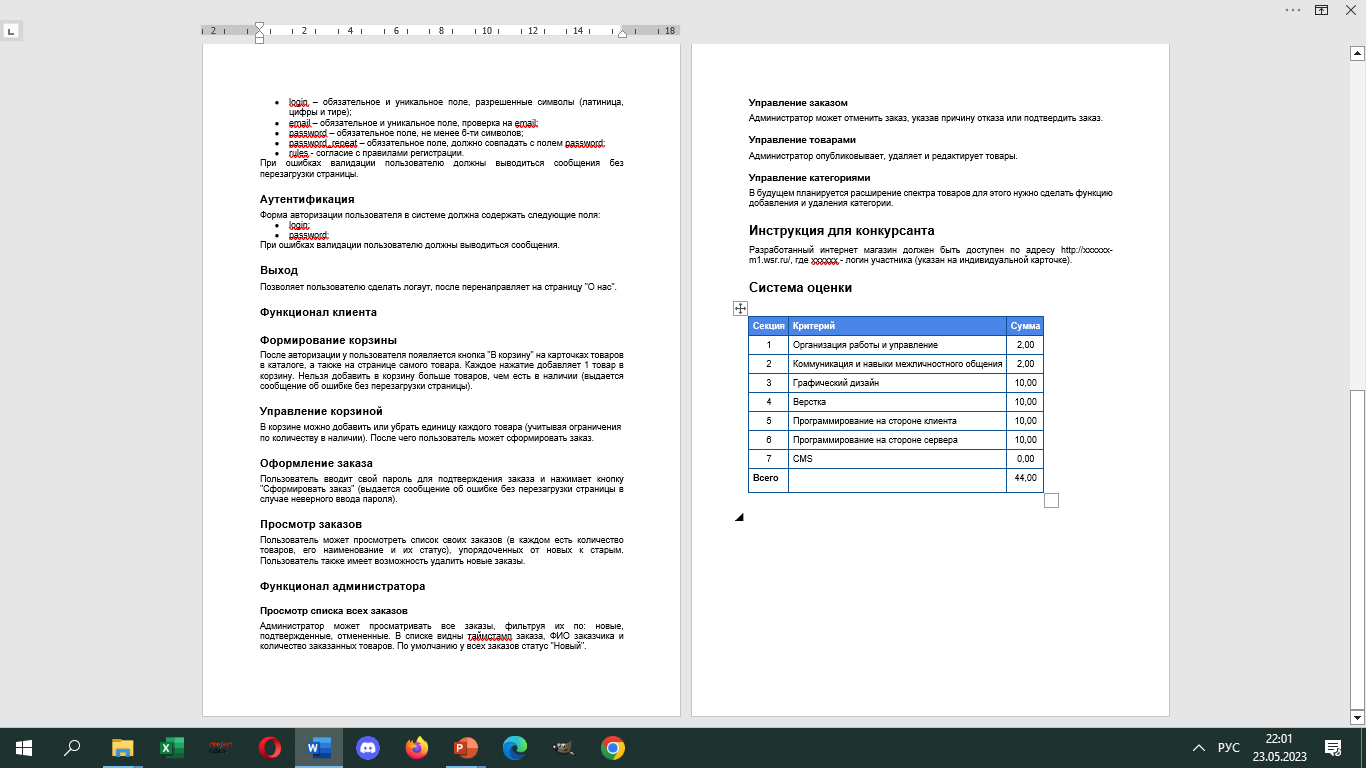 2 2 4 6 8 10 12 14 18
login – обязательное и уникальное поле, разрешенные символы (латиница,
цифры и тире);
email – обязательное и уникальное поле, проверка на email;
password – обязательное поле, не менее 6-ти символов;
password_repeat – обязательное поле, должно совпадать с полем password;
rules - согласие с правилами регистрации.
При ошибках валидации пользователю должны выводиться сообщения без
перезагрузки страницы.
Аутентификация
Форма авторизации пользователя в системе должна содержать следующие поля:
login;
password;
При ошибках валидации пользователю должны выводиться сообщения.
Выход
Позволяет пользователю сделать логаут, после перенаправляет на страницу "О нас".
Функционал клиента
Формирование корзины
После авторизации у пользователя появляется кнопка "В корзину" на карточках товаров
в каталоге, а также на странице самого товара. Каждое нажатие добавляет 1 товар в
корзину. Нельзя добавить в корзину больше товаров, чем есть в наличии (выдается
сообщение об ошибке без перезагрузки страницы).
Управление корзиной
В корзине можно добавить или убрать единицу каждого товара (учитывая ограничения
по количеству в наличии). После чего пользователь может сформировать заказ.
Оформление заказа
Пользователь вводит свой пароль для подтверждения заказа и нажимает кнопку
"Сформировать заказ" (выдается сообщение об ошибке без перезагрузки страницы в
случае неверного ввода пароля).
Просмотр заказов
Пользователь может просмотреть список своих заказов (в каждом есть количество
товаров, его наименование и их статус), упорядоченных от новых к старым.
Пользователь также имеет возможность удалить новые заказы.
Функционал администратора
Просмотр списка всех заказов
Администратор может просматривать все заказы, фильтруя их по: новые,
подтвержденные, отмененные. В списке видны таймстамп заказа, ФИО заказчика и
количество заказанных товаров. По умолчанию у всех заказов статус "Новый".
Управление заказом
Администратор может отменить заказ, указав причину отказа или подтвердить заказ.
Управление товарами
Администратор опубликовывает, удаляет и редактирует товары.
Управление категориями
В будущем планируется расширение спектра товаров для этого нужно сделать функцию
добавления и удаления категории.
Инструкция для конкурсанта
Разработанный интернет магазин должен быть доступен по адресу http://xxxxxx-
m1.wsr.ru/, где xxxxxx - логин участника (указан на индивидуальной карточке).
Система оценки
Секция Критерий Сумма
1 Организация работы и управление 2,00
2 Коммуникация и навыки межличностного общения 2,00
3 Графический дизайн 10,00
4 Верстка 10,00
5 Программирование на стороне клиента 10,00
6 Программирование на стороне сервера 10,00
7 CMS 0,00
Всего 44,00
РУС
22:01
23.05.2023